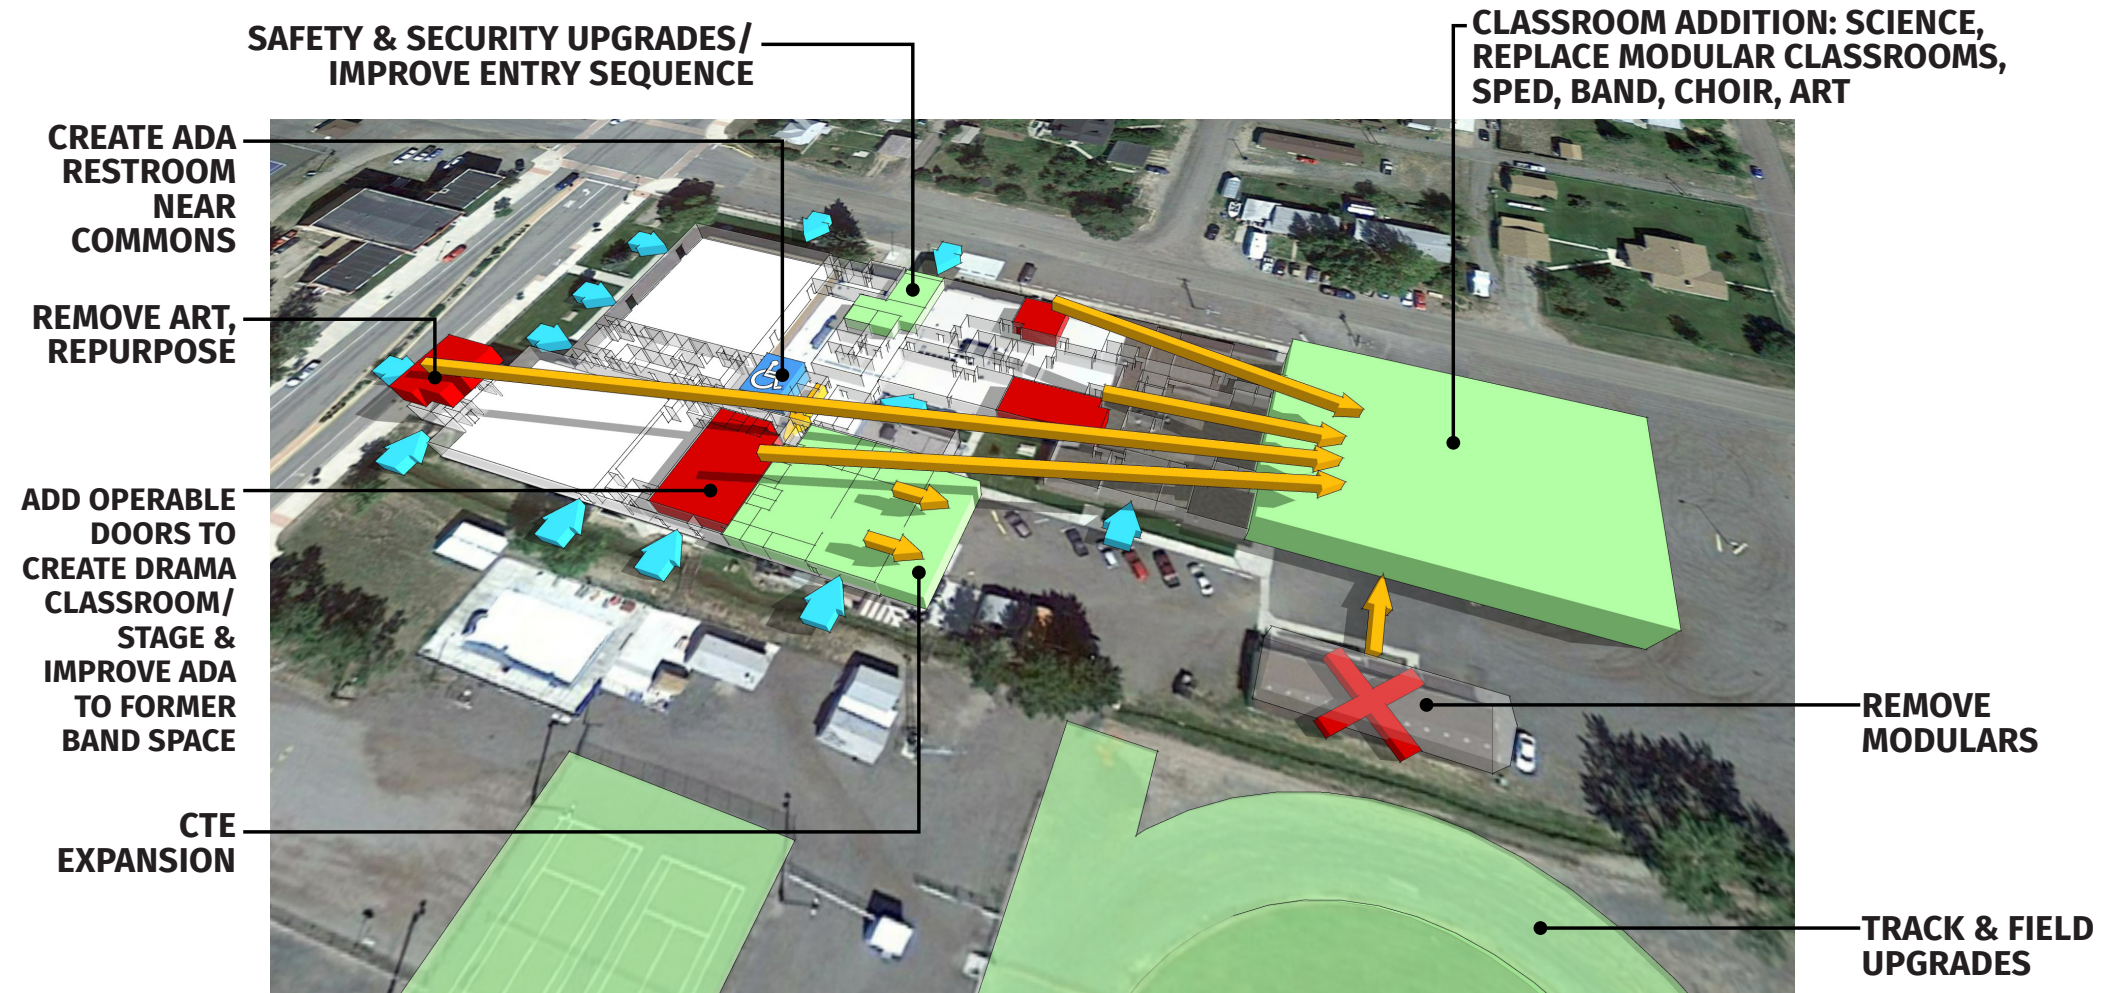 SAFETY & SECURITY UPGRADES/
IMPROVE ENTRY SEQUENCE
CLASSROOM ADDITION: SCIENCE,
REPLACE MODULAR CLASSROOMS,
SPED, BAND, CHOIR, ART
CREATE ADA
RESTROOM
NEAR
COMMONS
REMOVE ART,
REPURPOSE
ADD OPERABLE
DOORS TO
CREATE DRAMA
CLASSROOM/
STAGE &
IMPROVE ADA
TO FORMER
BAND SPACE
CTE
EXPANSION
REMOVE
MODULARS
TRACK & FIELD
UPGRADES